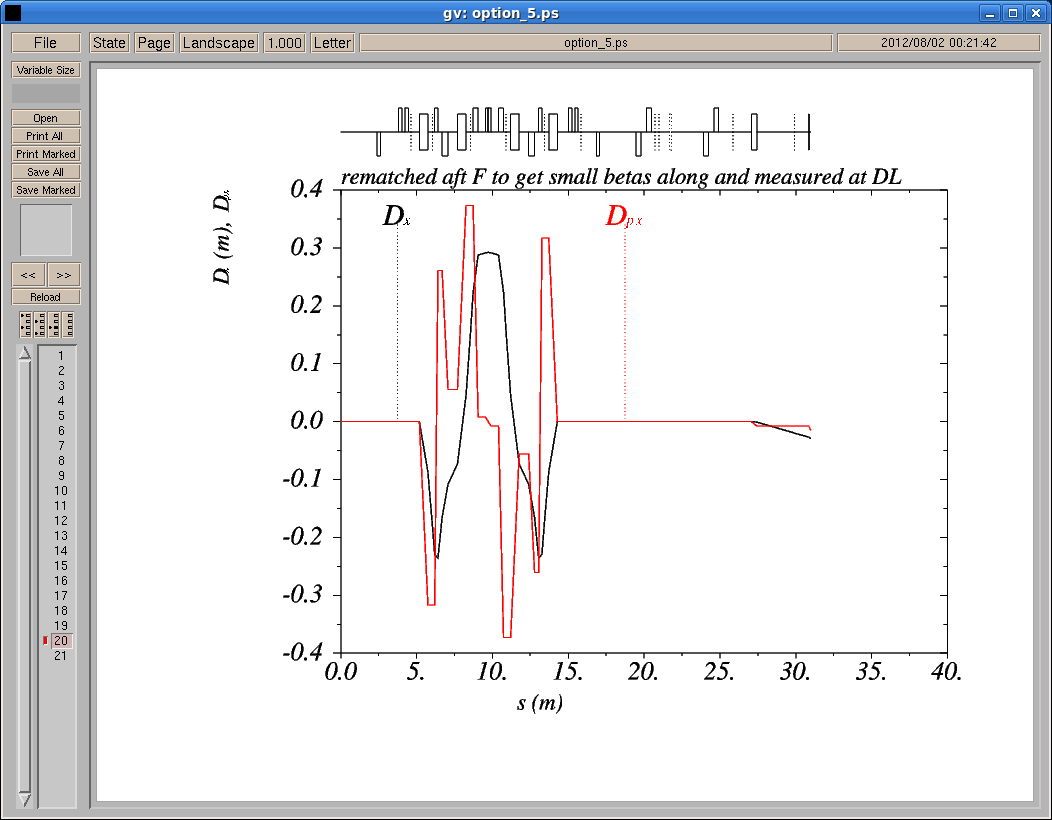 gv: option_5.ps
File State Page Landscape 1.000 Letter option_5.ps 2012/08/02 00:21:42
Variable Size
Open
Print All
Print Marked
Save All
Save Marked
<< >>
Reload
1
2
3
4
5
6
7
8
9
10
11
12
13
14
15
16
17
18
19
20
21
rematched aft F to get small betas along and measured at DL
Dx Dpx
0.4
0.3
0.2
0.1
0.0
-0.1
-0.2
-0.3
-0.4
0.0 5. 10. 15. 20. 25. 30. 35. 40.
s (m)
D (m), D